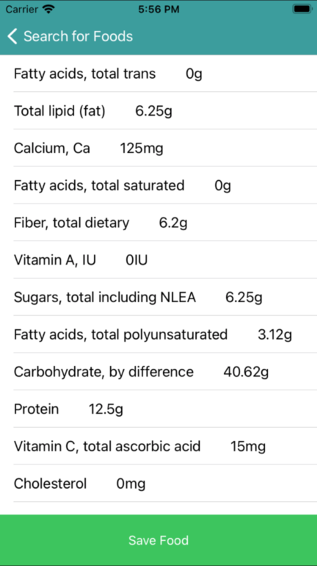 Carrier 5:56 PM
Search for Foods
Fatty acids, total trans 0g
Total lipid (fat) 6.25g
Calcium, Ca 125mg
Fatty acids, total saturated 0g
Fiber, total dietary 6.2g
Vitamin A, IU 0IU
Sugars, total including NLEA 6.25g
Fatty acids, total polyunsaturated 3.12g
Carbohydrate, by difference 40.62g
Protein 12.5g
Vitamin C, total ascorbic acid 15mg
Cholesterol 0mg
Save Food